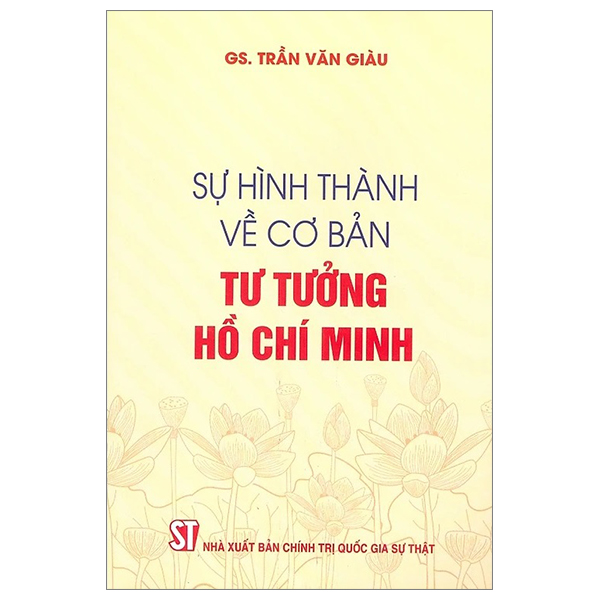 GS. TRẦN VĂN GIÀU
SỰ HÌNH THÀNH
VỀ CƠ BẢN
TƯ TƯỞNG
HỒ CHÍ MINH
ST
NHÀ XUẤT BẢN CHÍNH TRỊ QUỐC GIA SỰ THẬT